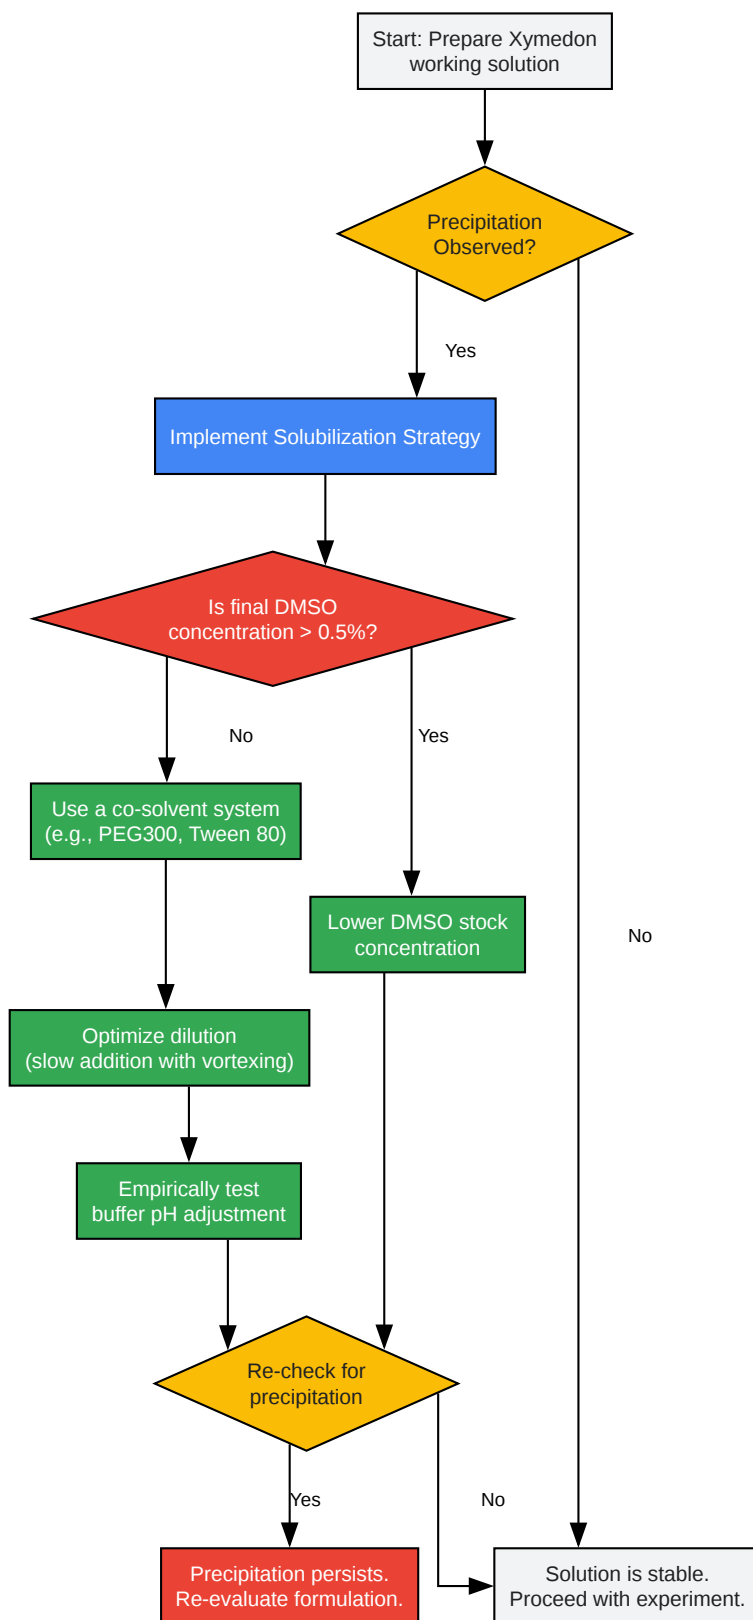 Start: Prepare Xymedon
working solution
Precipitation
Observed?
Yes
Implement Solubilization Strategy
Is final DMSO
concentration > 0.5%?
No
Yes
Use a co-solvent system
(e.g., PEG300, Tween 80)
Lower DMSO stock
concentration
No
Optimize dilution
(slow addition with vortexing)
Empirically test
buffer pH adjustment
Re-check for
precipitation
Yes
No
Precipitation persists.
Re-evaluate formulation.
Solution is stable.
Proceed with experiment.